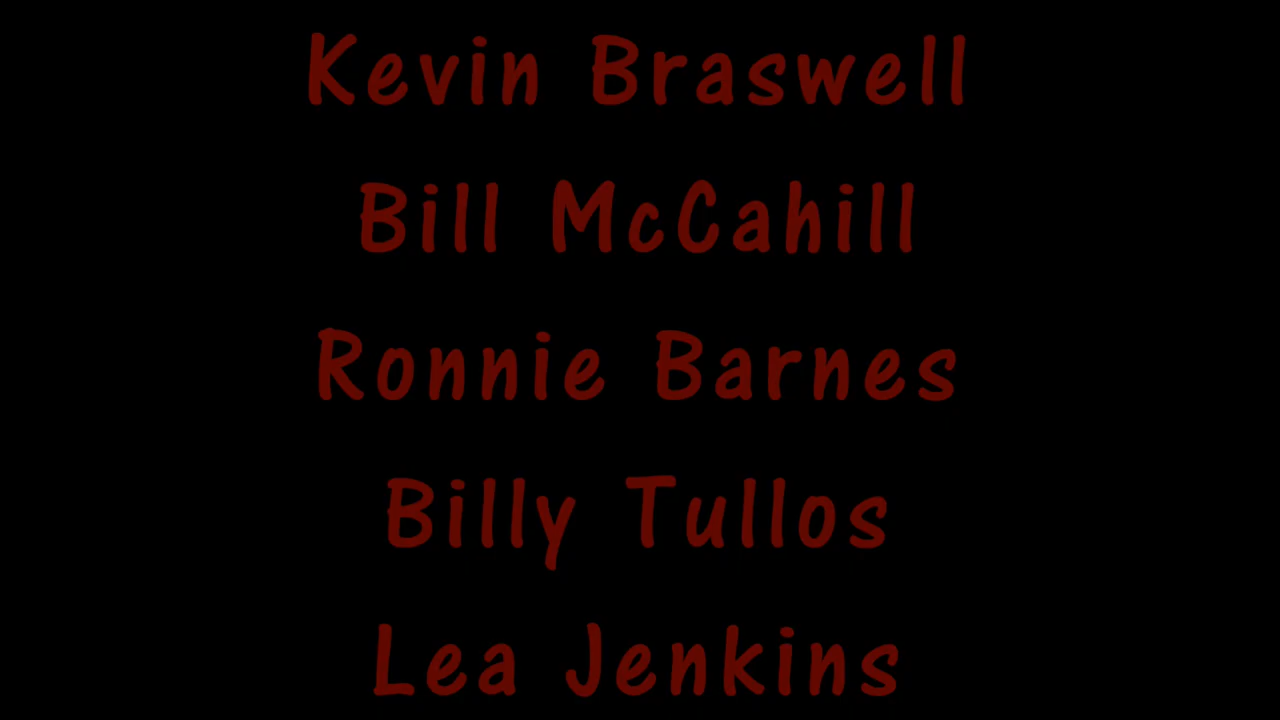 Kevin Braswell
Bill McCahill
Ronnie Barnes
Billy Tullos
Lea Jenkins